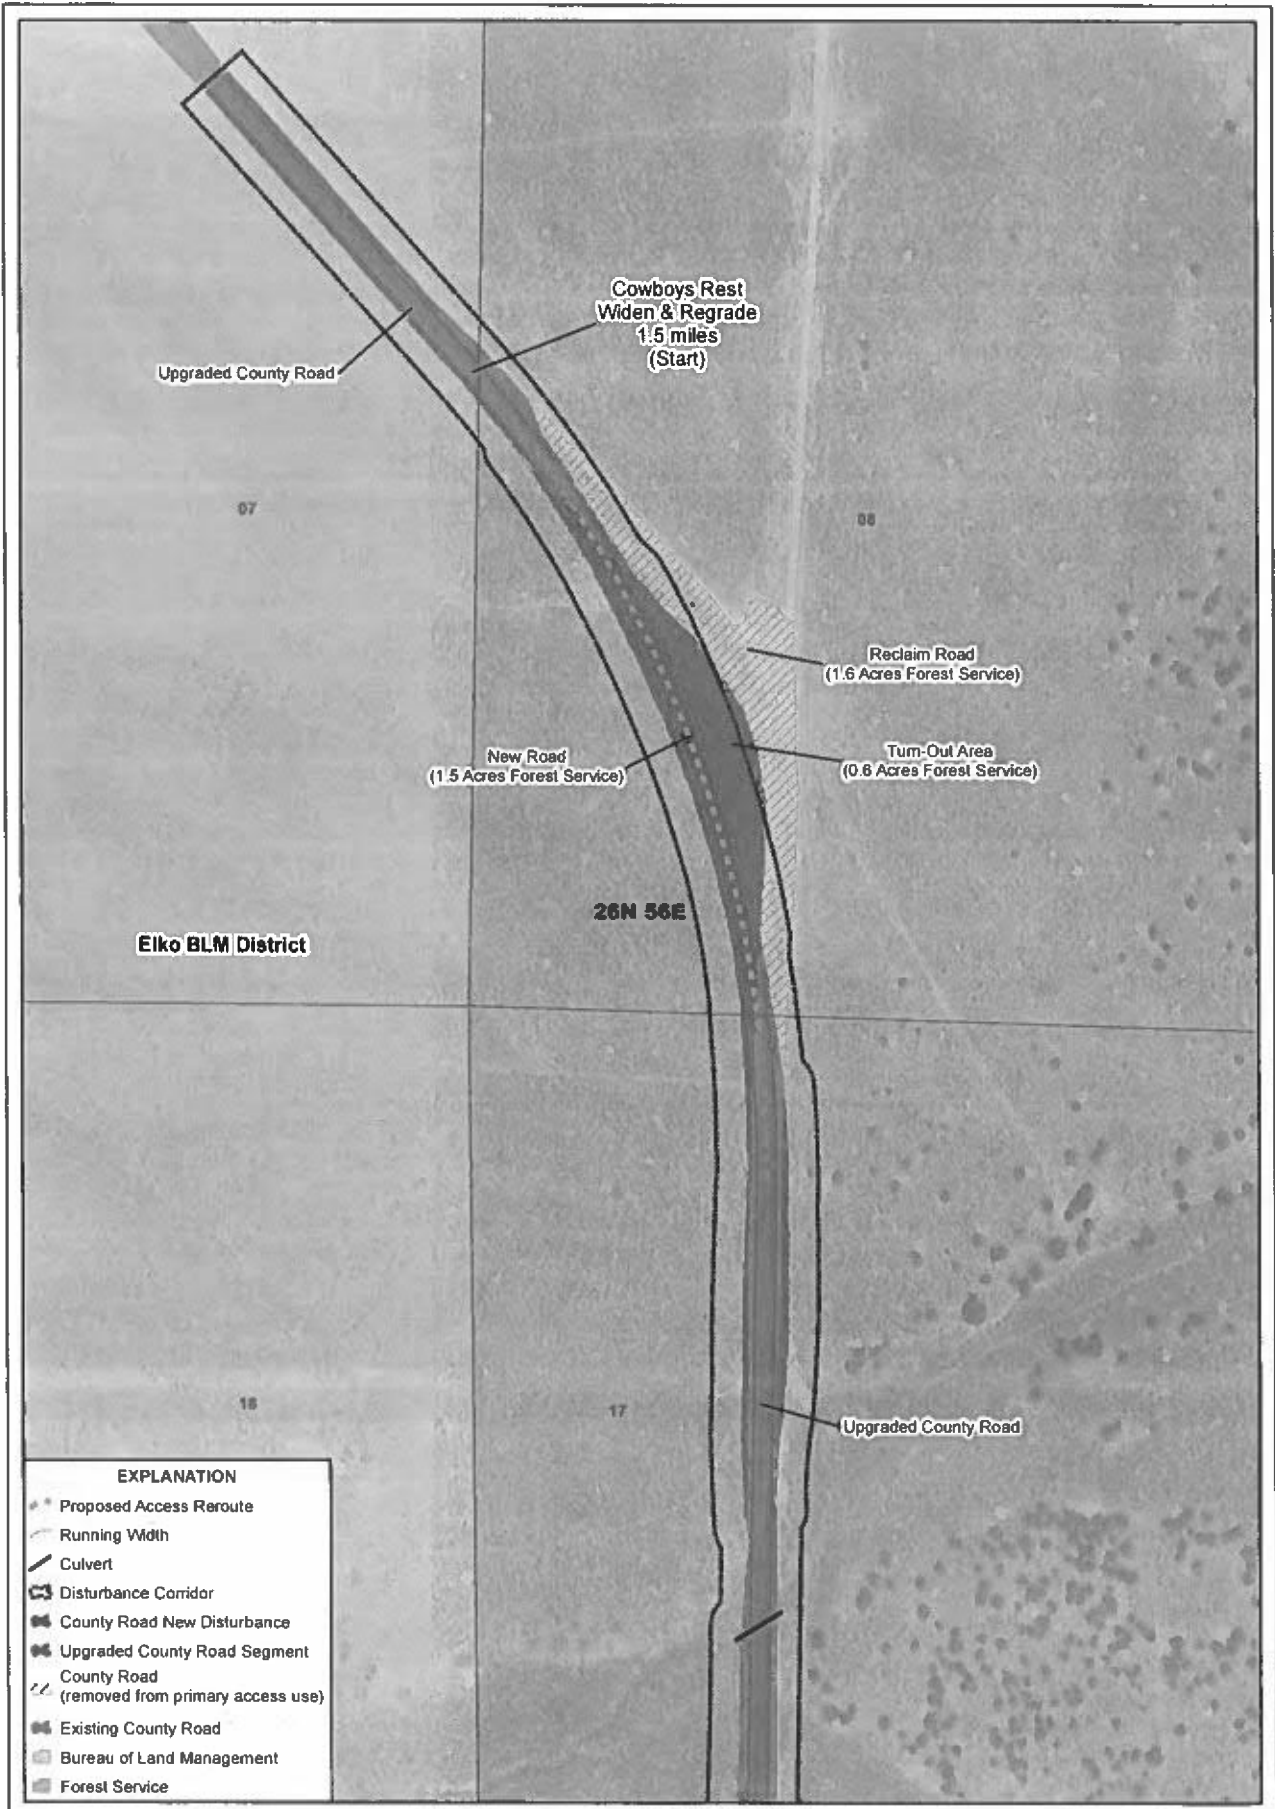 Cowboys Rest
Widen & Regrade
1.5 miles
(Start)
Upgraded County Road
07
08
Reclaim Road
(1.6 Acres Forest Service)
New Road
(1.5 Acres Forest Service)
Turn-Out Area
(0.6 Acres Forest Service)
26N 56E
Elko BLM District
18
17
Upgraded County Road
EXPLANATION
Proposed Access Reroute
Running Width
Culvert
Disturbance Corridor
County Road New Disturbance
Upgraded County Road Segment
County Road
(removed from primary access use)
Existing County Road
Bureau of Land Management
Forest Service